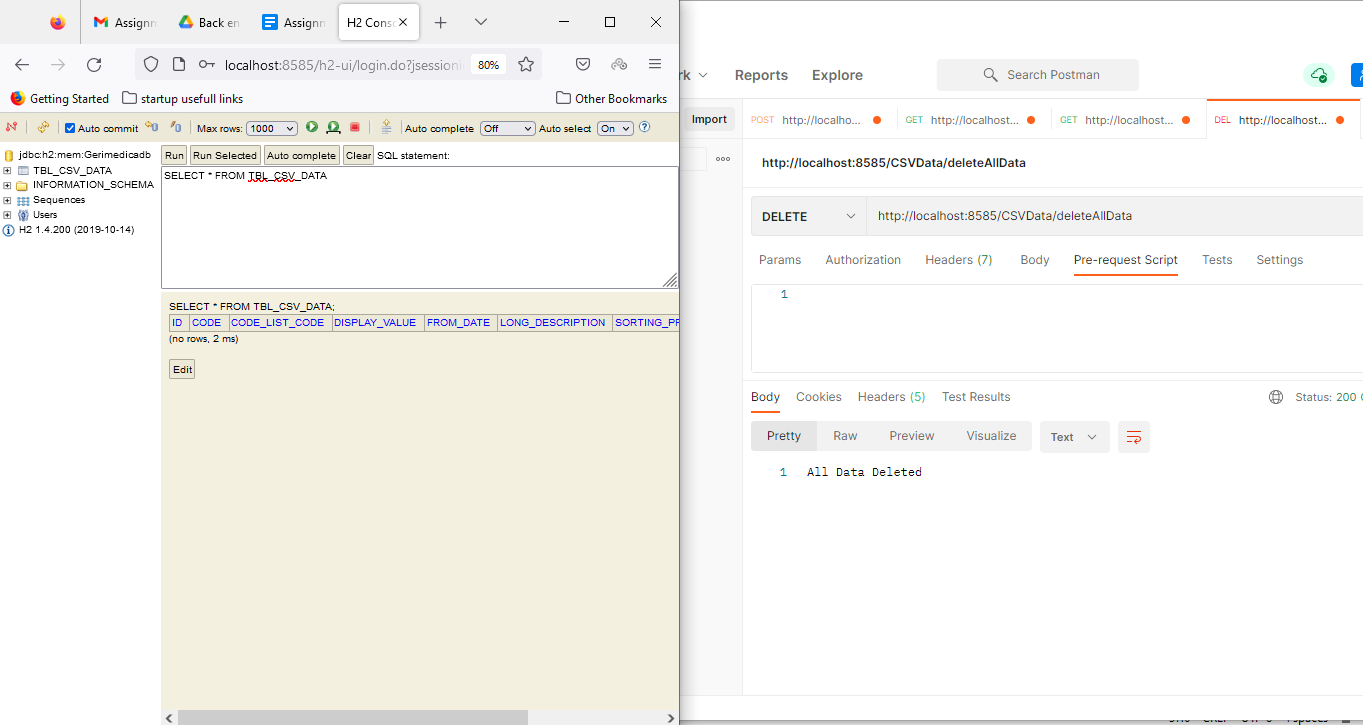 Assignn
Back en
Assignn
H2 Cons
localhost:8585/h2-ui/login.do?jsession
80%
Getting Started
startup usefull links
Other Bookmarks
Auto commit
Max rows:
1000
Auto complete
Off
Auto select
On
jdbc:h2:mem:Gerimedicadb
TBL_CSV_DATA
INFORMATION_SCHEMA
Sequences
Users
H2 1.4.200 (2019-10-14)
Run
Run Selected
Auto complete
Clear
SQL statement:
SELECT * FROM TBL_CSV_DATA
SELECT * FROM TBL_CSV_DATA;
ID CODE CODE_LIST_CODE DISPLAY_VALUE FROM_DATE LONG_DESCRIPTION SORTING_PR
(no rows, 2 ms)
Edit
rk
Reports
Explore
Search Postman
Import
POST http://localho...
GET http://localhost...
GET http://localhost...
DEL http://localhost...
http://localhost:8585/CSVData/deleteAllData
DELETE
http://localhost:8585/CSVData/deleteAllData
Params
Authorization
Headers (7)
Body
Pre-request Script
Tests
Settings
1
Body
Cookies
Headers (5)
Test Results
Status: 200
Pretty
Raw
Preview
Visualize
Text
1 All Data Deleted